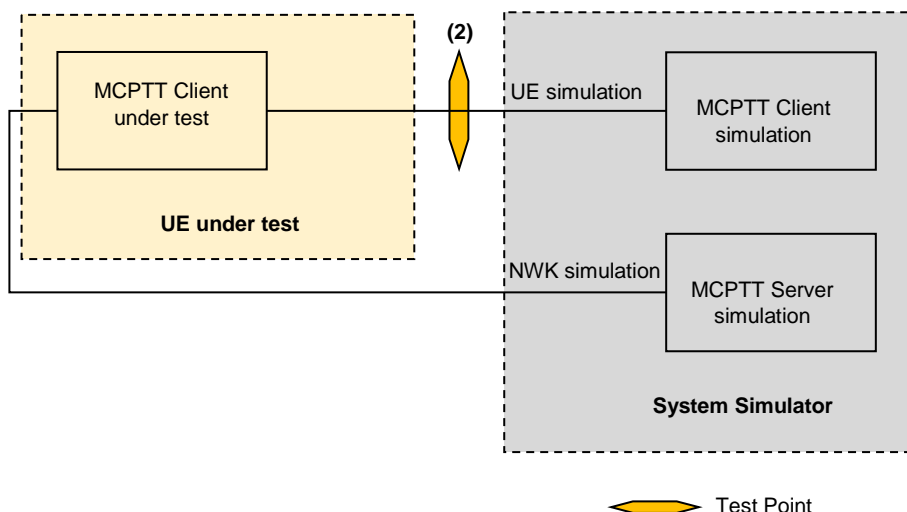 (2)
MCPTT Client
under test
UE simulation
MCPTT Client
simulation
UE under test
NWK simulation
MCPTT Server
simulation
System Simulator
Test Point